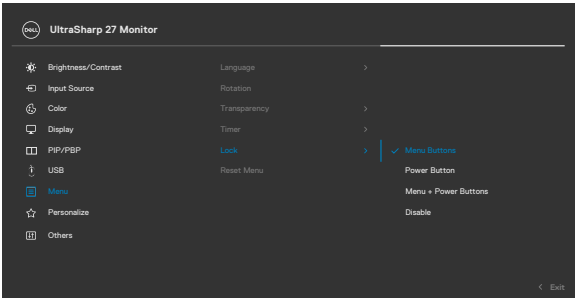 DELL UltraSharp 27 Monitor
Brightness/Contrast Language >
Input Source Rotation
Color Transparency >
Display Timer >
PIP/PBP Lock > Menu Buttons
USB Reset Menu Power Button
Menu Menu + Power Buttons
Personalize Disable
Others
< Exit